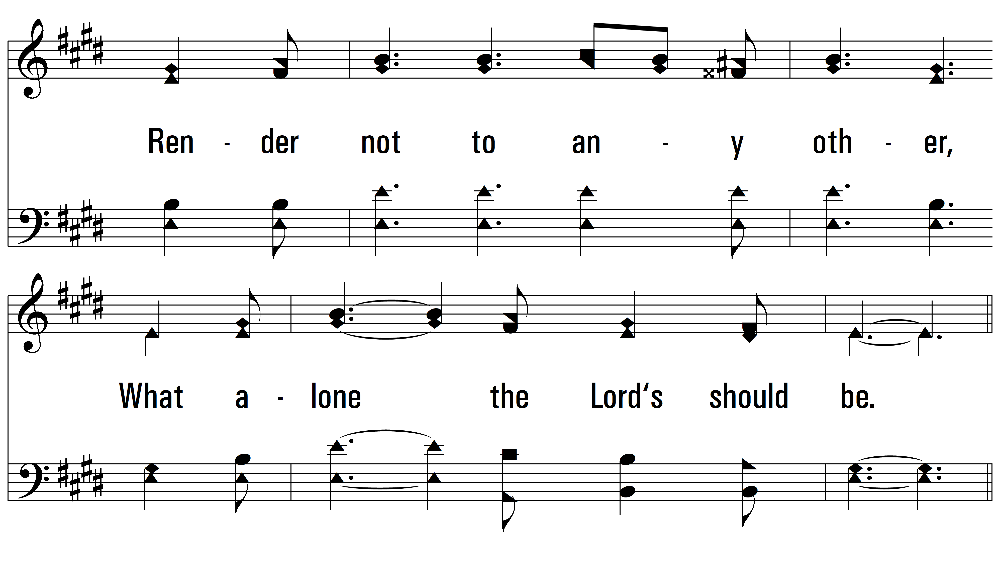 Ren - der not to an - y oth - er,
What a - lone the Lord‘s should be.